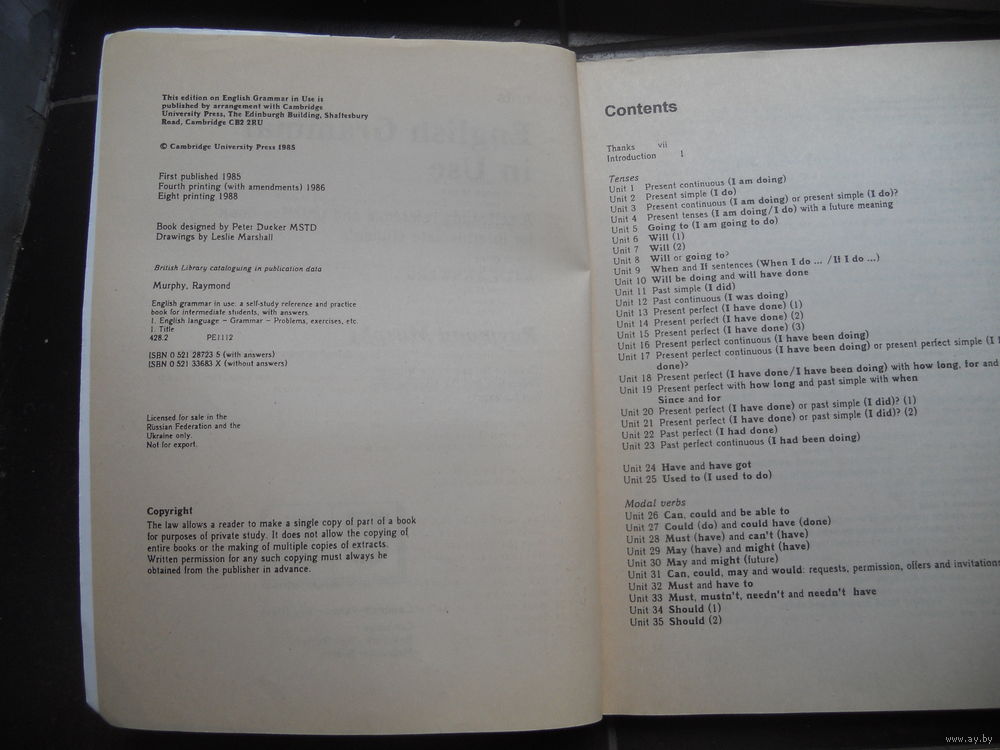 This edition on English Grammar in Use is
published by arrangement with Cambridge
University Press, The Edinburgh Building, Shaftesbury
Road, Cambridge CB2 2RU
© Cambridge University Press 1985
First published 1985
Fourth printing (with amendments) 1986
Eight printing 1988
Book designed by Peter Ducker MSTD
Drawings by Leslie Marshall
British Library cataloguing in publication data
Murphy, Raymond
English grammar in use: a self-study reference and practice
book for intermediate students, with answers.
1. English language – Grammar – Problems, exercises, etc.
I. Title
428.2 PE1112
ISBN 0 521 28723 5 (with answers)
ISBN 0 521 33683 X (without answers)
Licensed for sale in the
Russian Federation and the
Ukraine only.
Not for export.
Copyright
The law allows a reader to make a single copy of part of a book
for purposes of private study. It does not allow the copying of
entire books or the making of multiple copies of extracts.
Written permission for any such copying must always be
obtained from the publisher in advance.
Contents
Thanks vii
Introduction 1
Tenses
Unit 1 Present continuous (I am doing)
Unit 2 Present simple (I do)
Unit 3 Present continuous (I am doing) or present simple (I do)?
Unit 4 Present tenses (I am doing/I do) with a future meaning
Unit 5 Going to (I am going to do)
Unit 6 Will (1)
Unit 7 Will (2)
Unit 8 Will or going to?
Unit 9 When and If sentences (When I do ... /If I do ...)
Unit 10 Will be doing and will have done
Unit 11 Past simple (I did)
Unit 12 Past continuous (I was doing)
Unit 13 Present perfect (I have done) (1)
Unit 14 Present perfect (I have done) (2)
Unit 15 Present perfect (I have done) (3)
Unit 16 Present perfect continuous (I have been doing)
Unit 17 Present perfect continuous (I have been doing) or present perfect simple (I
done)?
Unit 18 Present perfect (I have done/I have been doing) with how long, for and
Unit 19 Present perfect with how long and past simple with when
Since and for
Unit 20 Present perfect (I have done) or past simple (I did)? (1)
Unit 21 Present perfect (I have done) or past simple (I did)? (2)
Unit 22 Past perfect (I had done)
Unit 23 Past perfect continuous (I had been doing)
Unit 24 Have and have got
Unit 25 Used to (I used to do)
Modal verbs
Unit 26 Can, could and be able to
Unit 27 Could (do) and could have (done)
Unit 28 Must (have) and can't (have)
Unit 29 May (have) and might (have)
Unit 30 May and might (future)
Unit 31 Can, could, may and would: requests, permission, offers and invitations
Unit 32 Must and have to
Unit 33 Must, mustn't, needn't and needn't have
Unit 34 Should (1)
Unit 35 Should (2)
www.ay.by